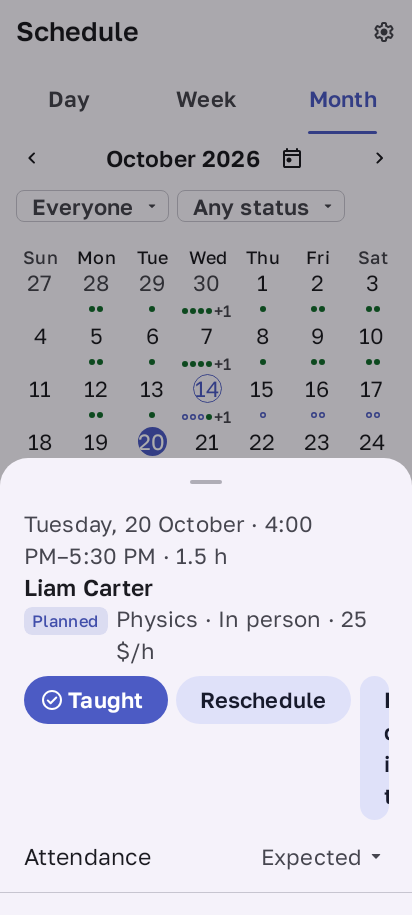 Schedule
Day Week Month
October 2026
Everyone Any status
Sun Mon Tue Wed Thu Fri Sat
27 28 29 30 1 2 3
+1
4 5 6 7 8 9 10
+1
11 12 13 14 15 16 17
+1
18 19 20 21 22 23 24
Tuesday, 20 October · 4:00
PM–5:30 PM · 1.5 h
Liam Carter
Planned Physics · In person · 25
$/h
Taught Reschedule
Attendance Expected